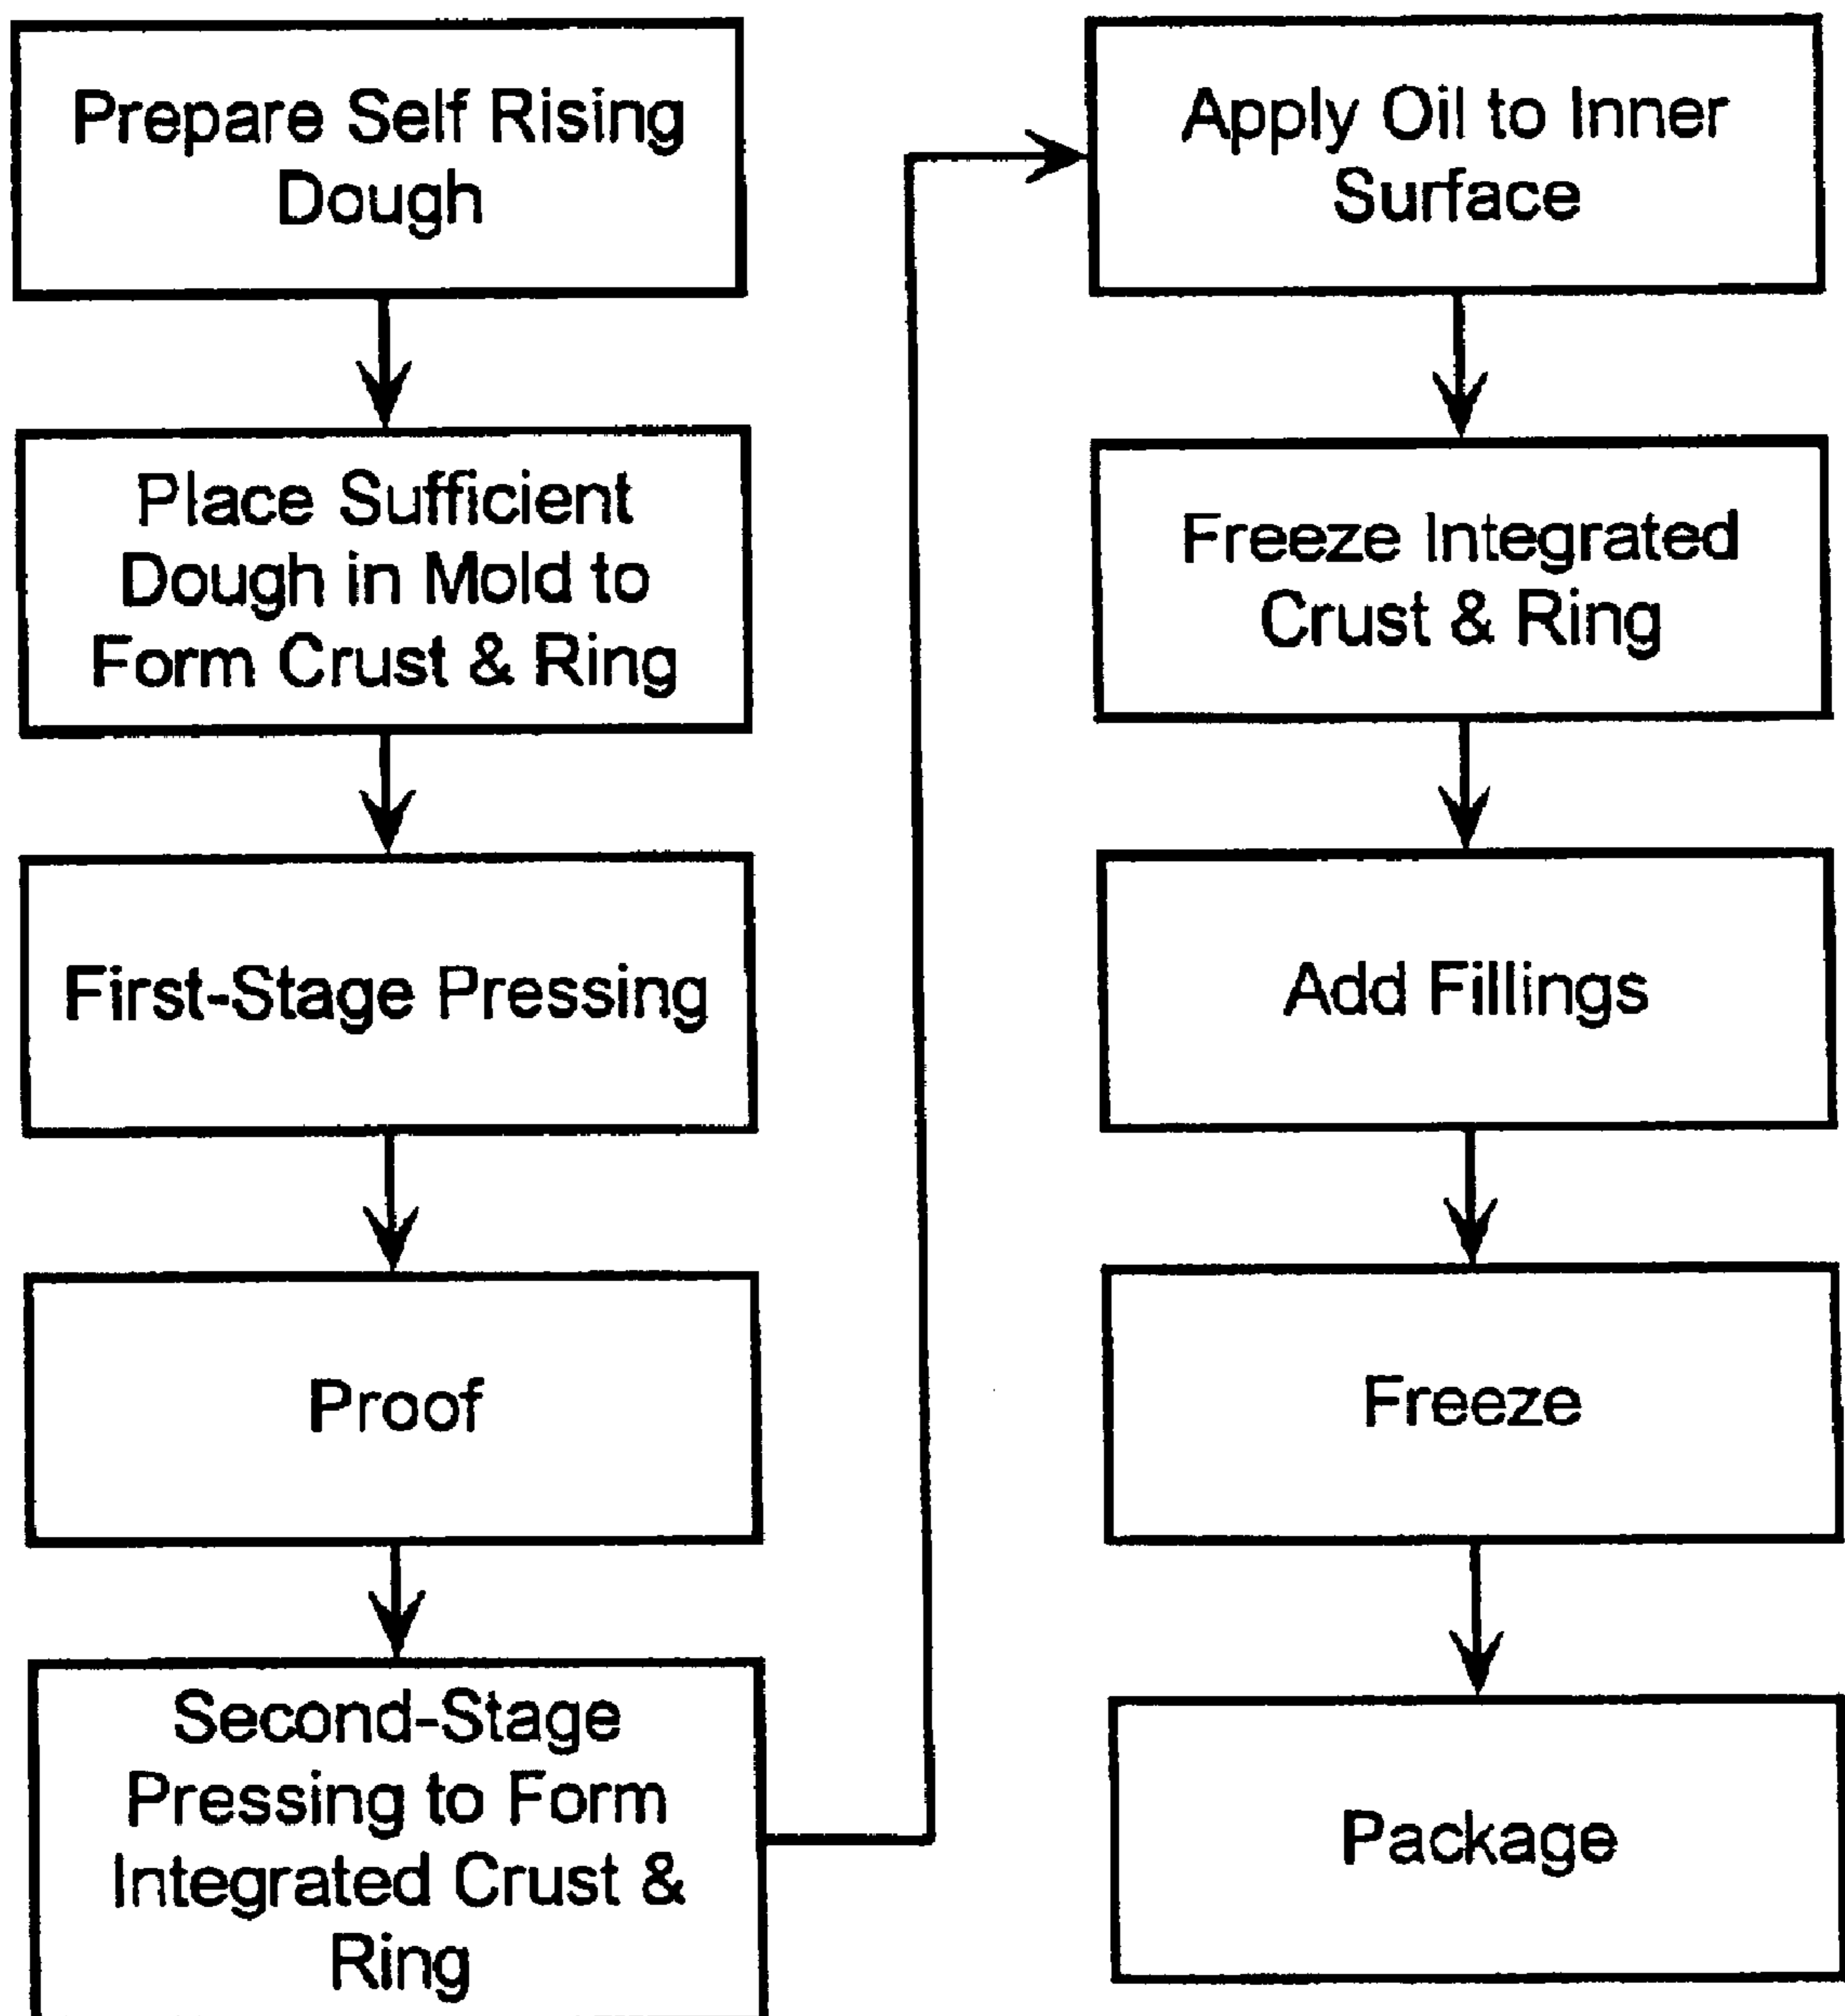 Prepare Self Rising
Dough
Place Sufficient
Dough in Mold to
Form Crust & Ring
First-Stage Pressing
Proof
Second-Stage
Pressing to Form
Integrated Crust &
Ring
Apply Oil to Inner
Surface
Freeze Integrated
Crust & Ring
Add Fillings
Freeze
Package